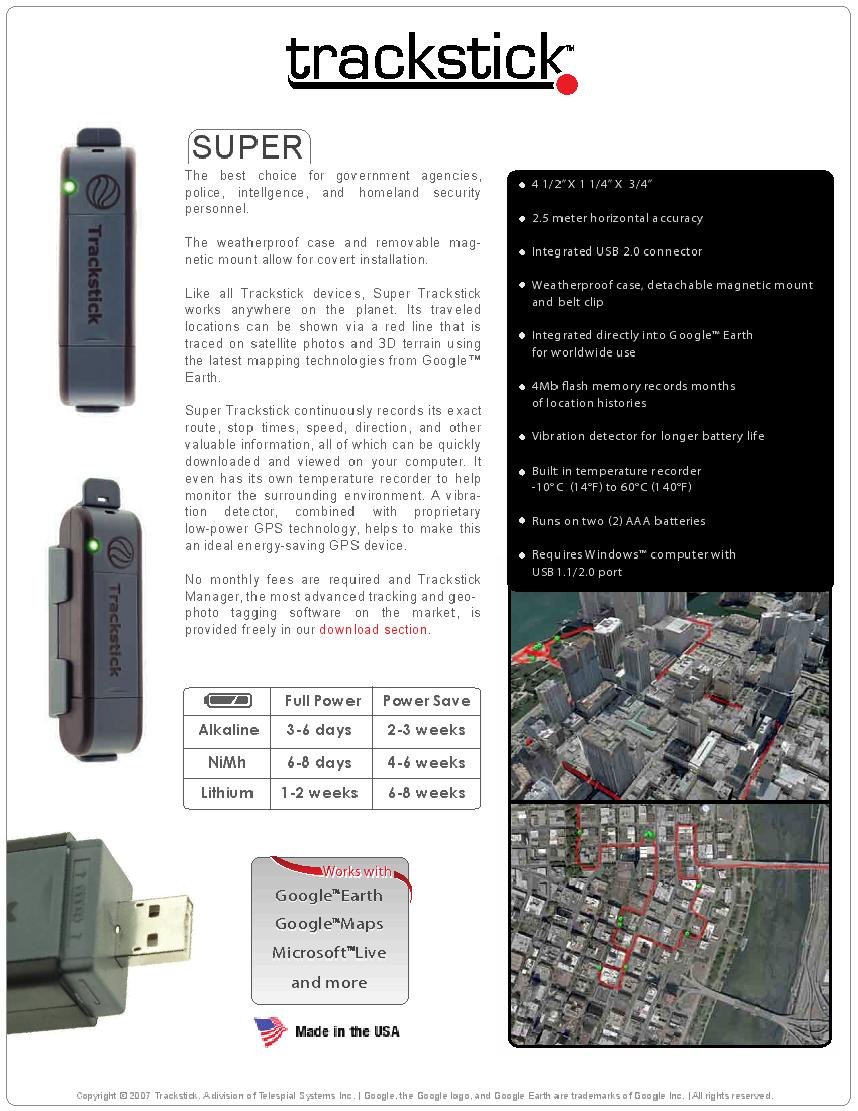 trackstick™
SUPER
The best choice for government agencies,
police, intellgence, and homeland security
personnel.
The weatherproof case and removable mag-
netic mount allow for covert installation.
Like all Trackstick devices, Super Trackstick
works anywhere on the planet. Its traveled
locations can be shown via a red line that is
traced on satellite photos and 3D terrain using
the latest mapping technologies from Google™
Earth.
Super Trackstick continuously records its exact
route, stop times, speed, direction, and other
valuable information, all of which can be quickly
downloaded and viewed on your computer. It
even has its own temperature recorder to help
monitor the surrounding environment. A vibra-
tion detector, combined with proprietary
low-power GPS technology, helps to make this
an ideal energy-saving GPS device.
No monthly fees are required and Trackstick
Manager, the most advanced tracking and geo-
photo tagging software on the market, is
provided freely in our download section.
Full Power Power Save
Alkaline 3-6 days 2-3 weeks
NiMh 6-8 days 4-6 weeks
Lithium 1-2 weeks 6-8 weeks
Works with
Google™Earth
Google™Maps
Microsoft™Live
and more
Made in the USA
• 4 1/2” X 1 1/4” X 3/4”
• 2.5 meter horizontal accuracy
• Integrated USB 2.0 connector
• Weatherproof case, detachable magnetic mount
and belt clip
• Integrated directly into Google™ Earth
for worldwide use
• 4Mb flash memory records months
of location histories
• Vibration detector for longer battery life
• Built in temperature recorder
-10°C (14°F) to 60°C (140°F)
• Runs on two (2) AAA batteries
• Requires Windows™ computer with
USB 1.1/2.0 port
Trackstick
Trackstick
Copyright © 2007 Trackstick. A division of Telespial Systems Inc. | Google, the Google logo, and Google Earth are trademarks of Google Inc. | All rights reserved.